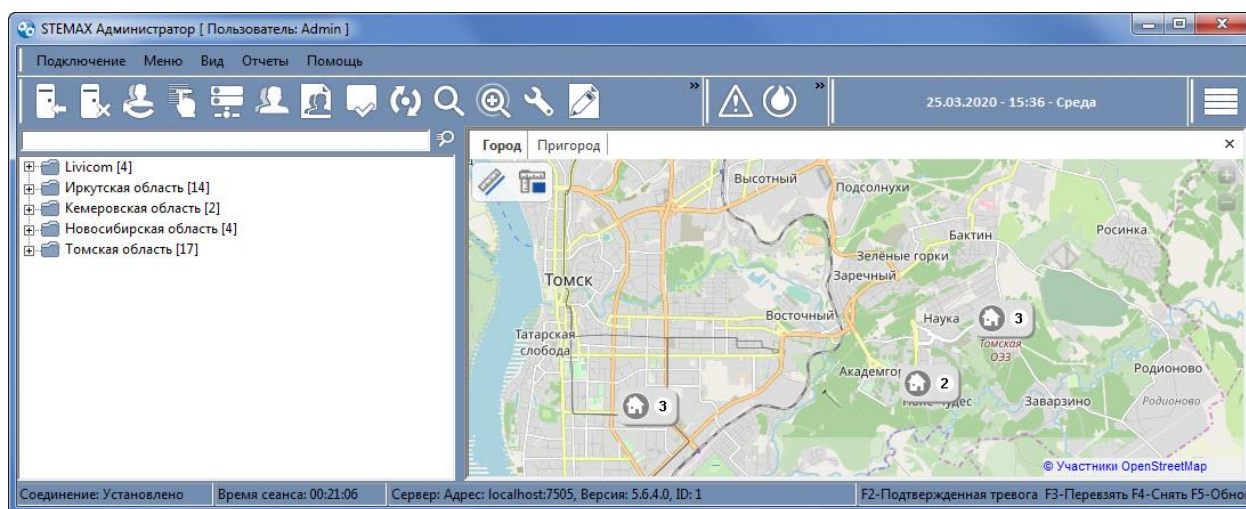 STEMAX Администратор [ Пользователь: Admin ]
Подключение Меню Вид Отчеты Помощь
25.03.2020 - 15:36 - Среда
Livicom [4]
Иркутская область [14]
Кемеровская область [2]
Новосибирская область [4]
Томская область [17]
Город Пригород
Высотный
Подсолнухи
Бактин
Росинка
Зелёные горки
Заречный
Томск
Восточный
Наука
3
Татарская
слобода
Томская
ОЭЗ
Родионово
2
Заварзино
Родионово
3
© Участники OpenStreetMap
Соединение: Установлено Время сеанса: 00:21:06 Сервер: Адрес: localhost:7505, Версия: 5.6.4.0, ID: 1 F2-Подтвержденная тревога F3-Перевзять F4-Снять